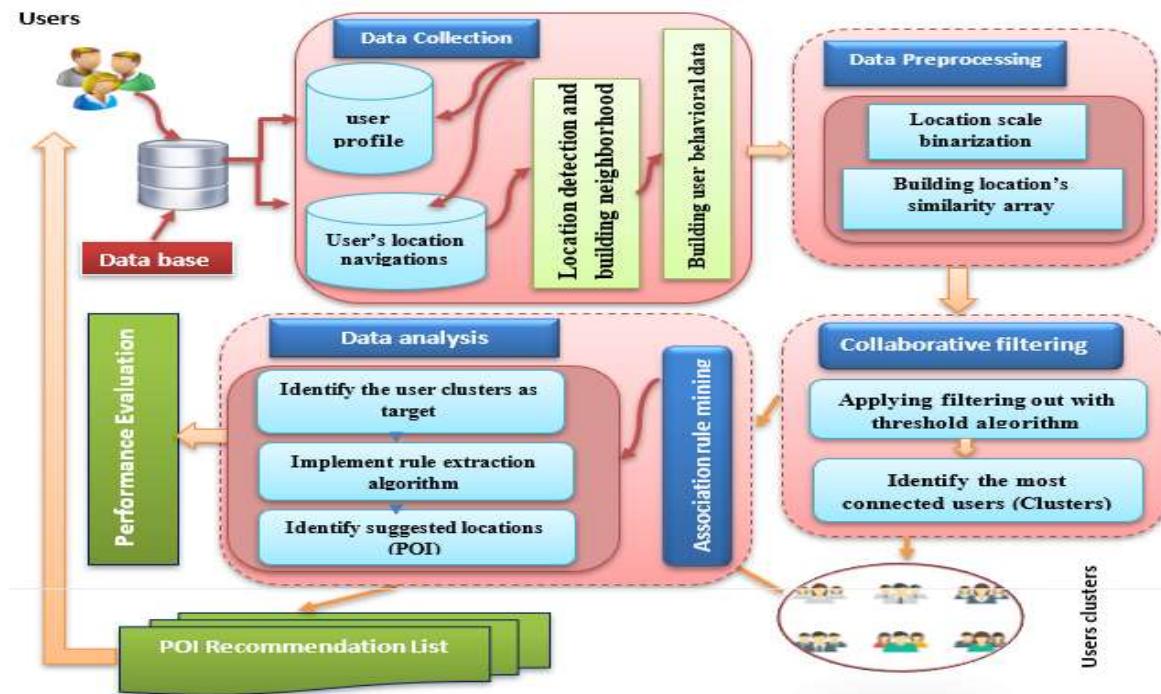 Users
Data Collection
user
profile
User's location
navigations
Data base
Location detection and
building neighborhood
Building user behavioral data
Data Preprocessing
Location scale
binarization
Building location's
similarity array
Collaborative filtering
Applying filtering out with
threshold algorithm
Identify the most
connected users (Clusters)
Users clusters
Association rule mining
Data analysis
Identify the user clusters as
target
Implement rule extraction
algorithm
Identify suggested locations
(POI)
Performance Evaluation
POI Recommendation List